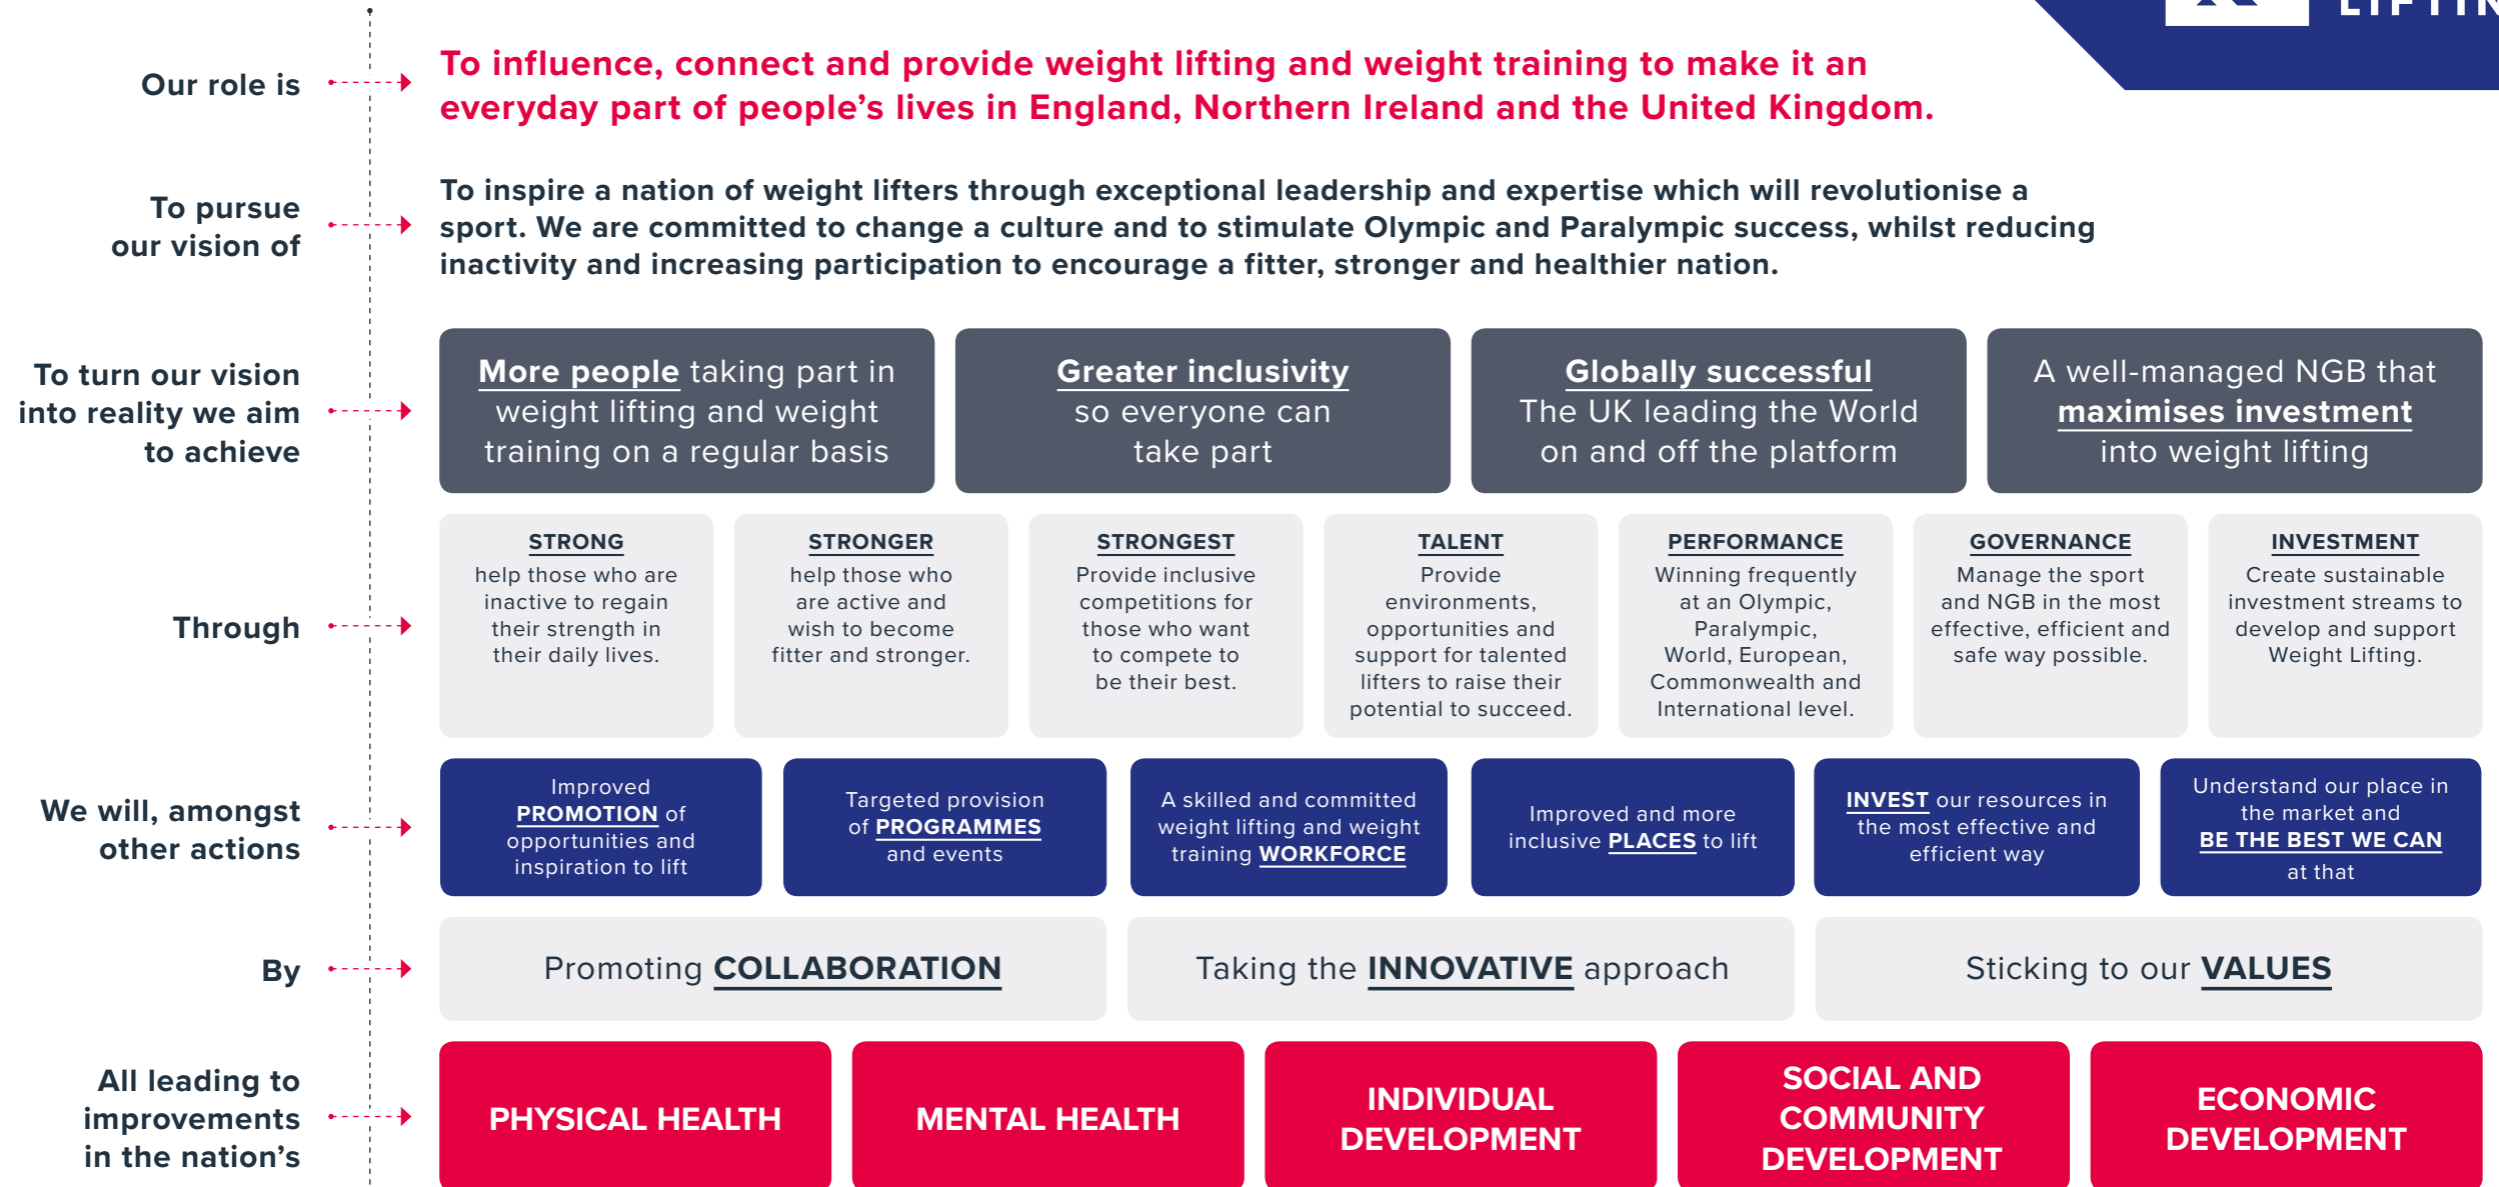 LIFTIN
Our role is
To influence, connect and provide weight lifting and weight training to make it an
everyday part of people's lives in England, Northern Ireland and the United Kingdom.
To pursue
our vision of
To inspire a nation of weight lifters through exceptional leadership and expertise which will revolutionise a
sport. We are committed to change a culture and to stimulate Olympic and Paralympic success, whilst reducing
inactivity and increasing participation to encourage a fitter, stronger and healthier nation.
To turn our vision
into reality we aim
to achieve
More people taking part in
weight lifting and weight
training on a regular basis
Greater inclusivity
so everyone can
take part
Globally successful
The UK leading the World
on and off the platform
A well-managed NGB that
maximises investment
into weight lifting
Through
STRONG
help those who are
inactive to regain
their strength in
their daily lives.
STRONGER
help those who
are active and
wish to become
fitter and stronger.
STRONGEST
Provide inclusive
competitions for
those who want
to compete to
be their best.
TALENT
Provide
environments,
opportunities and
support for talented
lifters to raise their
potential to succeed.
PERFORMANCE
Winning frequently
at an Olympic,
Paralympic,
World, European,
Commonwealth and
International level.
GOVERNANCE
Manage the sport
and NGB in the most
effective, efficient and
safe way possible.
INVESTMENT
Create sustainable
investment streams to
develop and support
Weight Lifting.
We will, amongst
other actions
Improved
PROMOTION of
opportunities and
inspiration to lift
Targeted provision
of PROGRAMMES
and events
A skilled and committed
weight lifting and weight
training WORKFORCE
Improved and more
inclusive PLACES to lift
INVEST our resources in
the most effective and
efficient way
Understand our place in
the market and
BE THE BEST WE CAN
at that
By
Promoting COLLABORATION
Taking the INNOVATIVE approach
Sticking to our VALUES
All leading to
improvements
in the nation's
PHYSICAL HEALTH
MENTAL HEALTH
INDIVIDUAL
DEVELOPMENT
SOCIAL AND
COMMUNITY
DEVELOPMENT
ECONOMIC
DEVELOPMENT